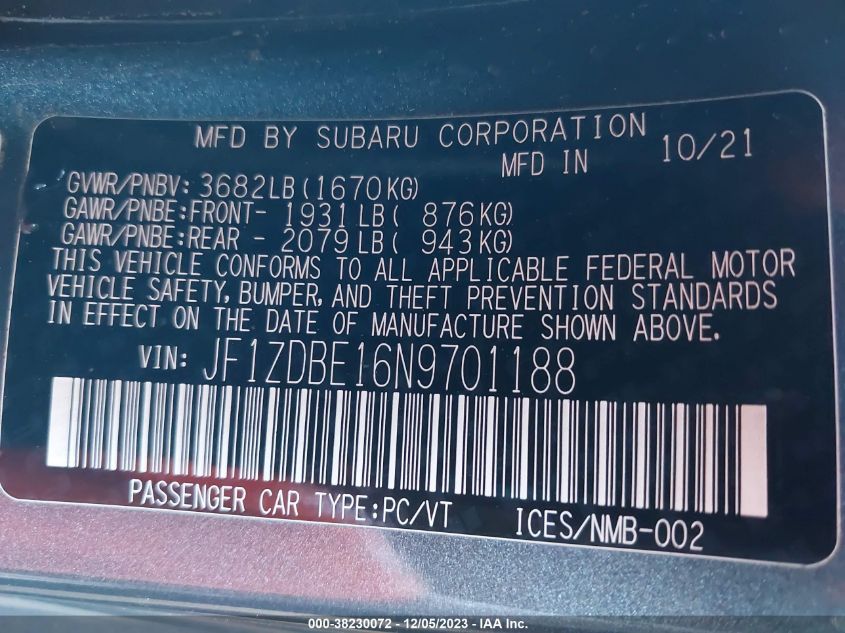 MFD BY SUBARU CORPORATION
MFD IN 10/21
GVWR/PNBV: 3682LB(1670KG)
GAWR/PNBE:FRONT- 1931LB( 876KG)
GAWR/PNBE:REAR - 2079LB( 943KG)
THIS VEHICLE CONFORMS TO ALL APPLICABLE FEDERAL MOTOR
VEHICLE SAFETY, BUMPER, AND THEFT PREVENTION STANDARDS
IN EFFECT ON THE DATE OF MANUFACTURE SHOWN ABOVE.
VIN: JF1ZDBE16N9701188
PASSENGER CAR TYPE:PC/VT ICES/NMB-002
000-38230072 - 12/05/2023 - IAA Inc.